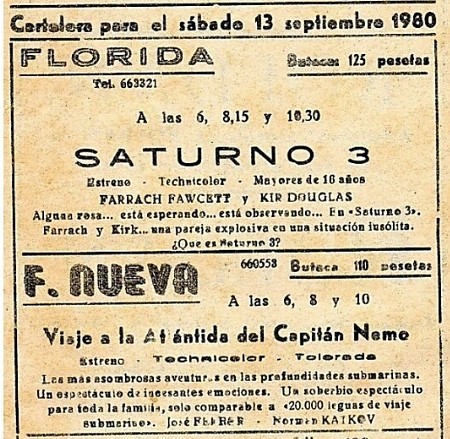 Cartelera para el sábado 13 septiembre 1980
FLORIDA
Butaca: 125 pesetas
Tel. 663321
A las 6, 8,15 y 10,30
SATURNO 3
Estreno - Technicolor - Mayores de 16 años
FARRACH FAWCETT y KIR DOUGLAS
Alguna rosa... está esperando... está observando... En «Saturno 3».
Farrach y Kirk... una pareja explosiva en una situación insólita.
¿Que es Saturno 3?
F. NUEVA
660553 Butaca 110 pesetas
A las 6, 8 y 10
Viaje a la Atlántida del Capitán Nemo
Estreno - Technicolor - Tolerada
Las más asombrosas aventuras en las profundidades submarinas.
Un espectáculo de incesantes emociones. Un soberbio espectáculo
para toda la familia, solo comparable a «20.000 leguas de viaje
submarino». José FERRER - Norman KATKOV